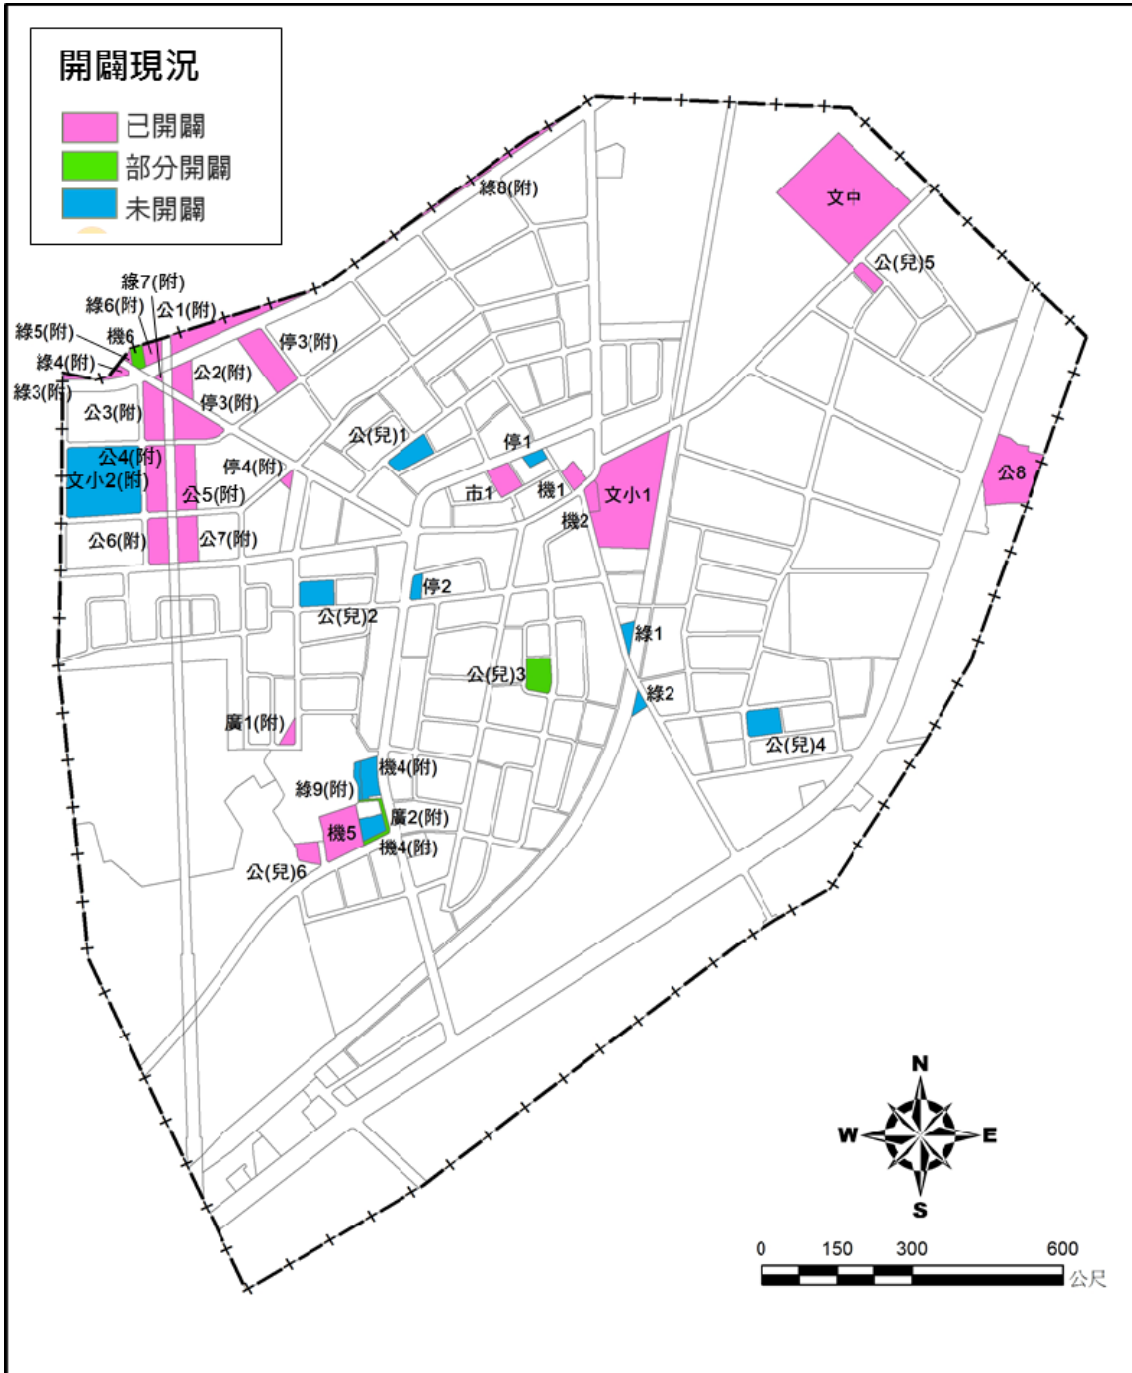 開闢現況
已開闢
部分開闢
未開闢
綠8(附)
文中
公(兒)5
綠7(附)
綠6(附)
公1(附)
綠5(附)
機6
停3(附)
綠4(附)
公2(附)
綠3(附)
公3(附)
停3(附)
公(兒)1
停1
公4(附)
停4(附)
文小2(附)
公5(附)
市1
機1
文小1
公8
機2
公6(附)
公7(附)
停2
公(兒)2
綠1
公(兒)3
綠2
廣1(附)
公(兒)4
機4(附)
綠9(附)
廣2(附)
機5
機4(附)
公(兒)6
N
W
E
S
0 150 300 600
公尺